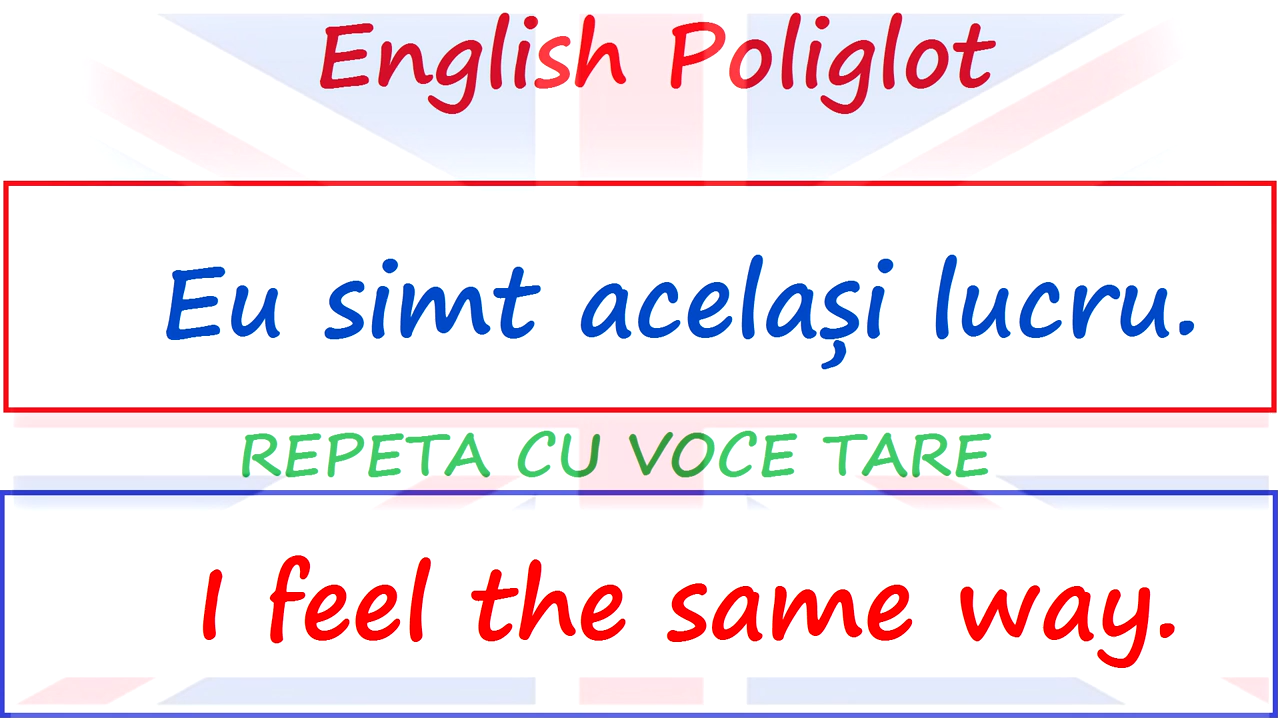 English Poliglot
Eu simt același lucru.
REPETA CU VOCE TARE
I feel the same way.